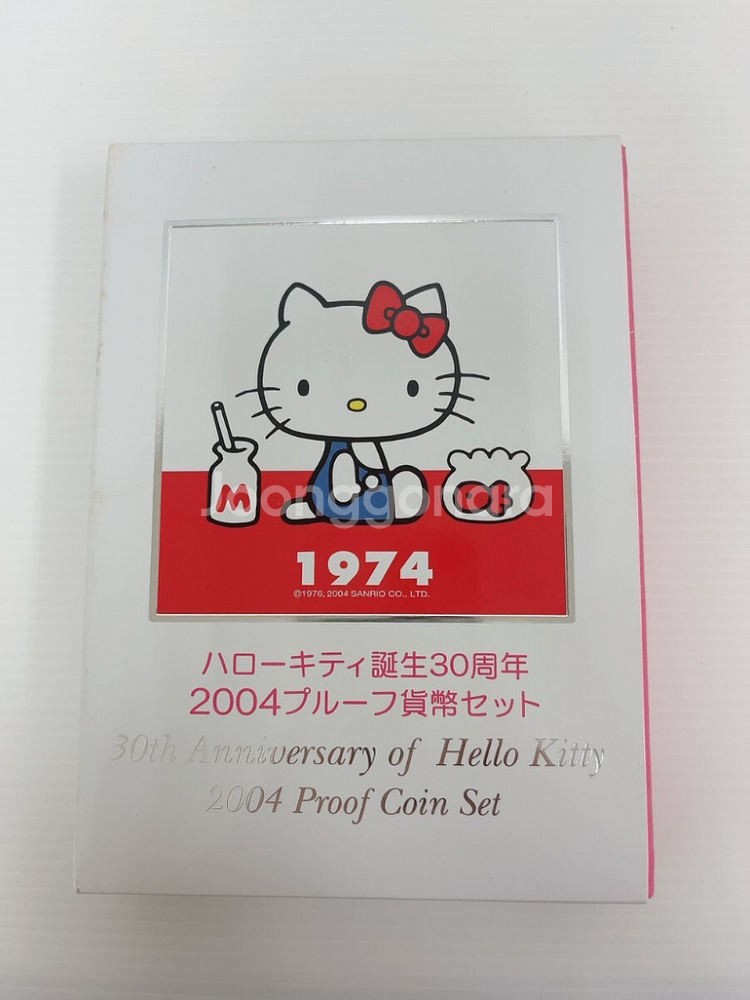 M
Joonggonara
1974
©1976, 2004 SANRIO CO., LTD.
ハローキティ誕生30周年
2004プルーフ貨幣セット
30th Anniversary of Hello Kitty
2004 Proof Coin Set